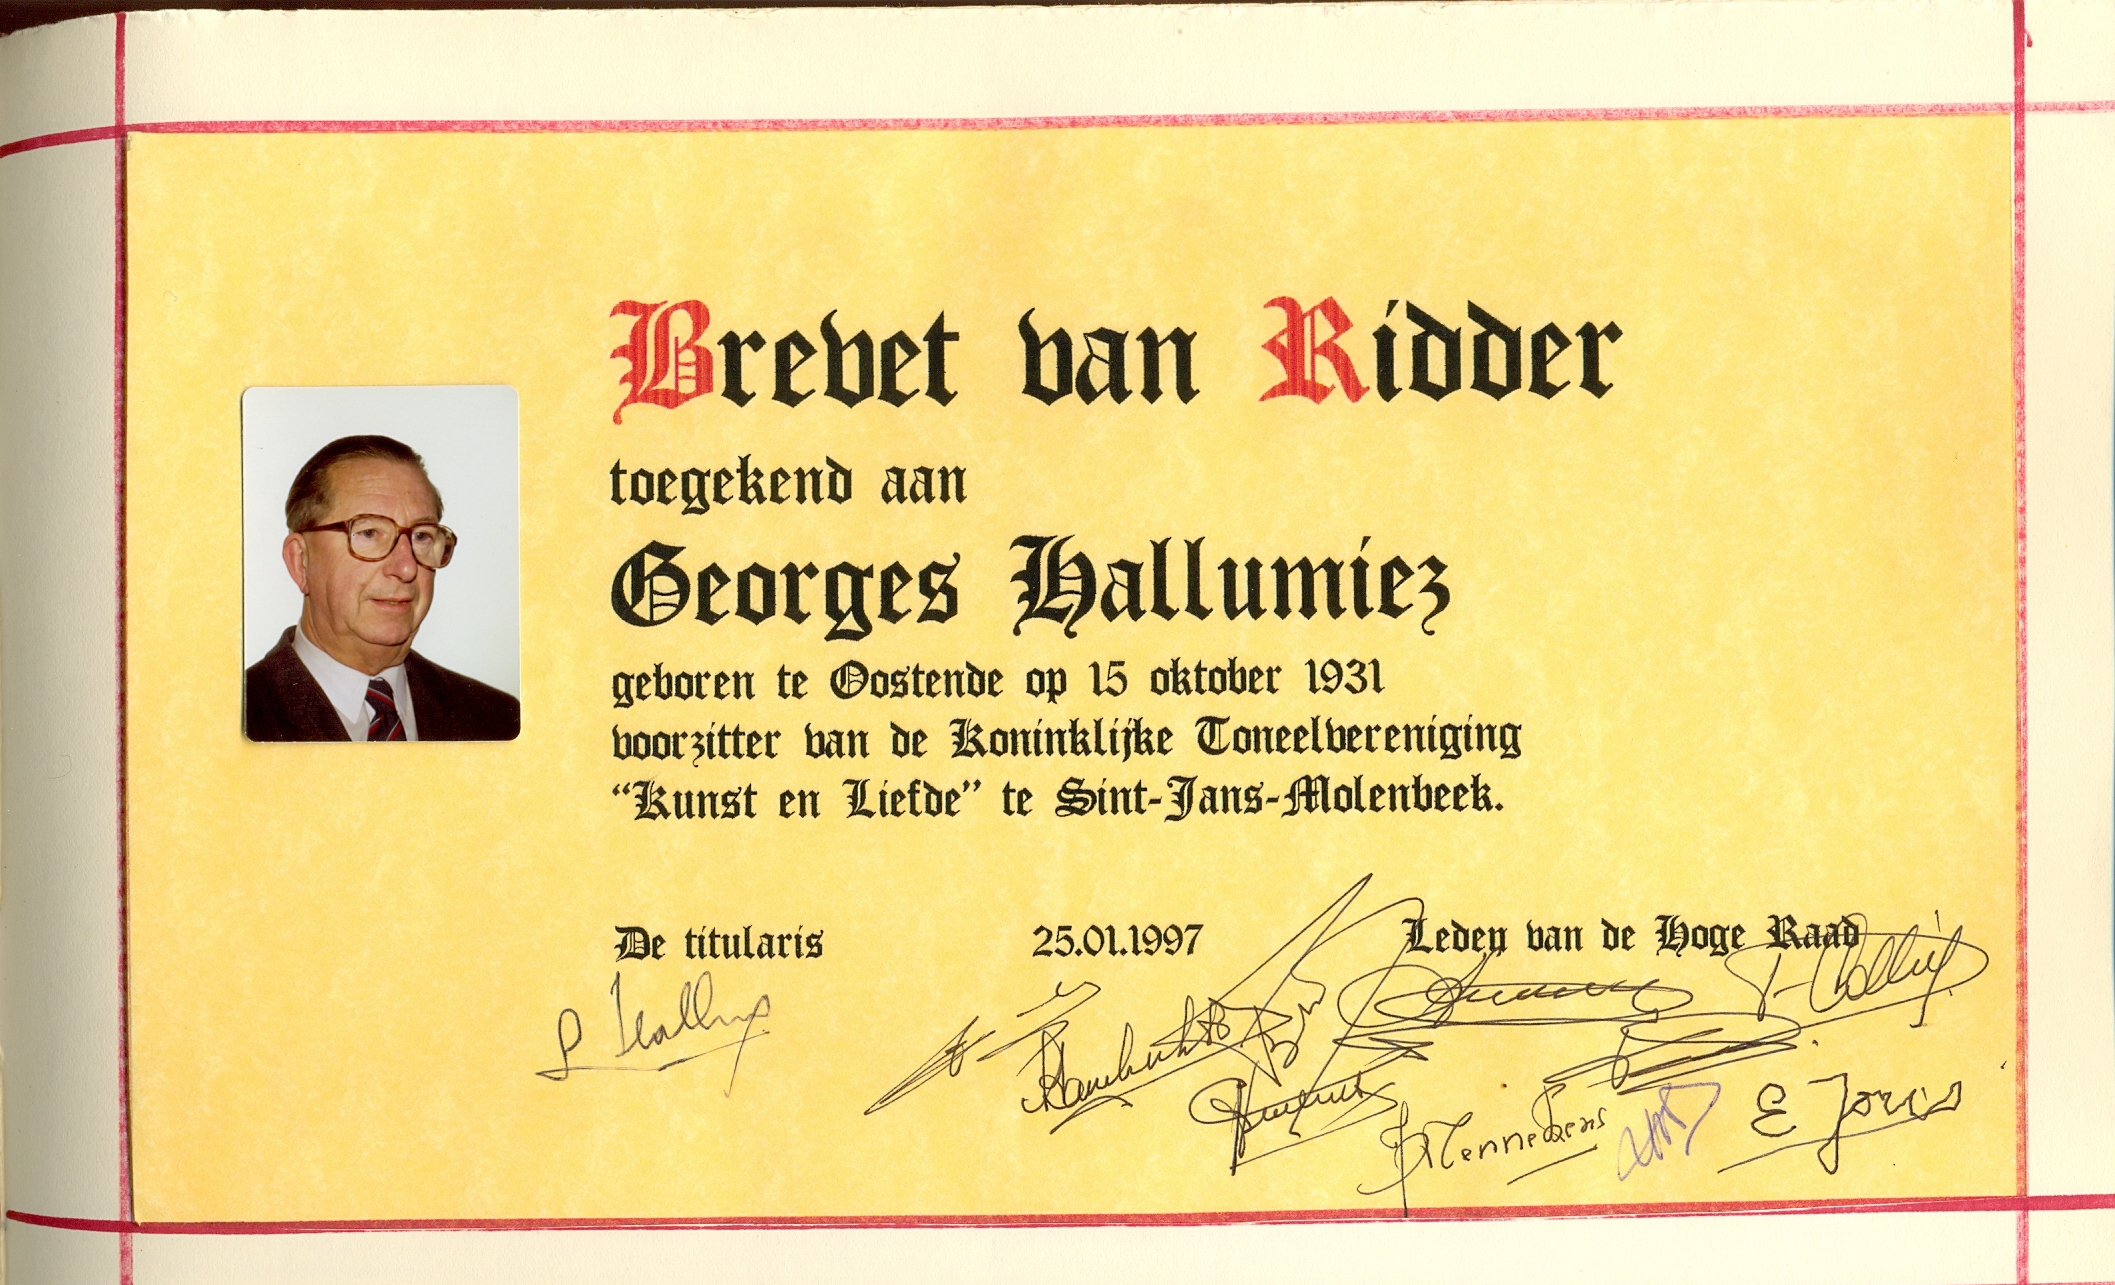 Brevet van Ridder
toegekend aan
Georges Hallumiez
geboren te Oostende op 15 oktober 1931
voorzitter van de Koninklijke Toneelvereniging
“Kunst en Liefde” te Sint-Jans-Molenbeek.
De titularis 25.01.1997 Leden van de Hoge Raad
E Joris